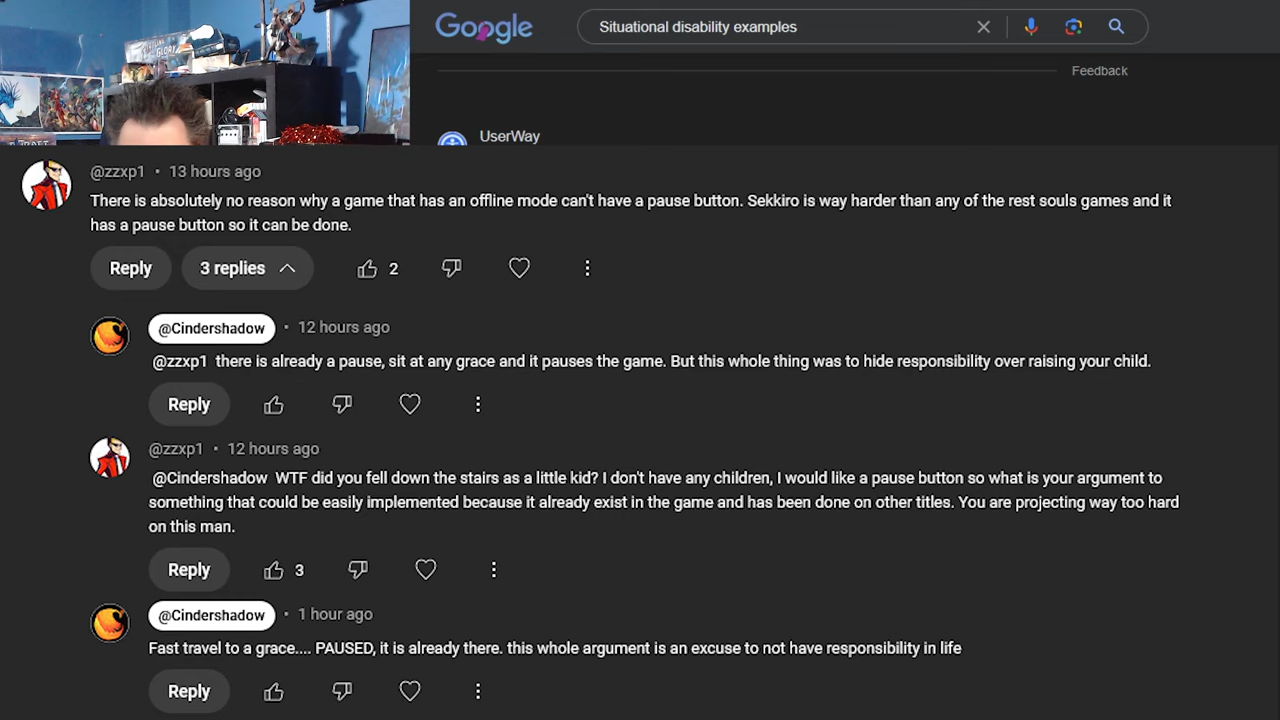 Google
Situational disability examples
Feedback
UserWay
@zzxp1 • 13 hours ago
There is absolutely no reason why a game that has an offline mode can't have a pause button. Sekkiro is way harder than any of the rest souls games and it
has a pause button so it can be done.
Reply
3 replies
2
@Cindershadow • 12 hours ago
@zzxp1 there is already a pause, sit at any grace and it pauses the game. But this whole thing was to hide responsibility over raising your child.
Reply
@zzxp1 • 12 hours ago
@Cindershadow WTF did you fell down the stairs as a little kid? I don't have any children, I would like a pause button so what is your argument to
something that could be easily implemented because it already exist in the game and has been done on other titles. You are projecting way too hard
on this man.
Reply
3
@Cindershadow • 1 hour ago
Fast travel to a grace.... PAUSED, it is already there. this whole argument is an excuse to not have responsibility in life
Reply